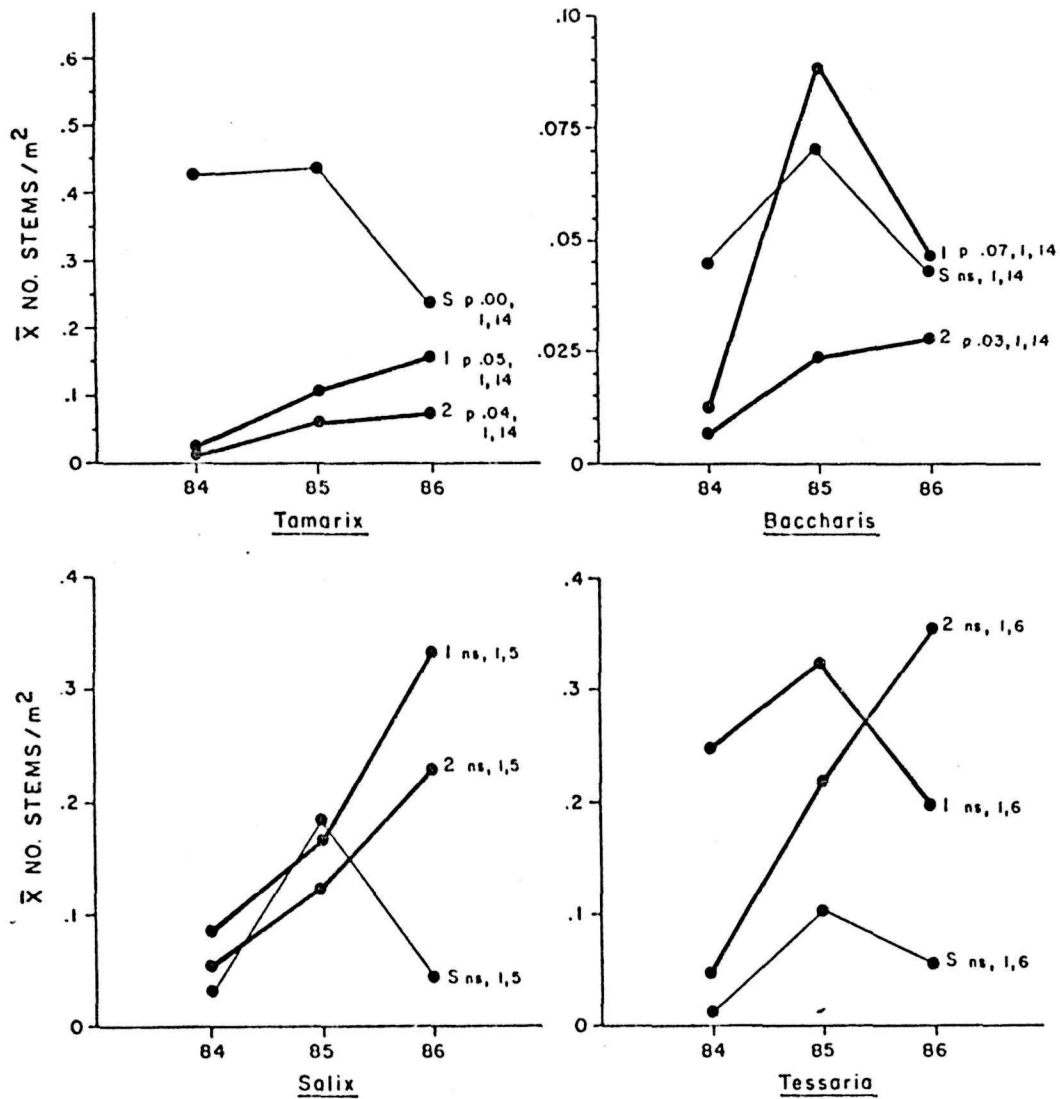 X̄ NO. STEMS/m²
.6
.5
.4
.3
.2
.1
0
S p .00,
1,14
1 p .05,
1,14
2 p .04,
1,14
84 85 86
Tamarix
.10
.075
.05
.025
0
1 p .07, 1, 14
S ns, 1,14
2 p .03, 1, 14
84 85 86
Baccharis
X̄ NO. STEMS/m²
.4
.3
.2
.1
0
1 ns, 1,5
2 ns, 1,5
S ns, 1,5
84 85 86
Salix
.4
.3
.2
.1
0
2 ns, 1,6
1 ns, 1,6
S ns, 1,6
84 85 86
Tessaria